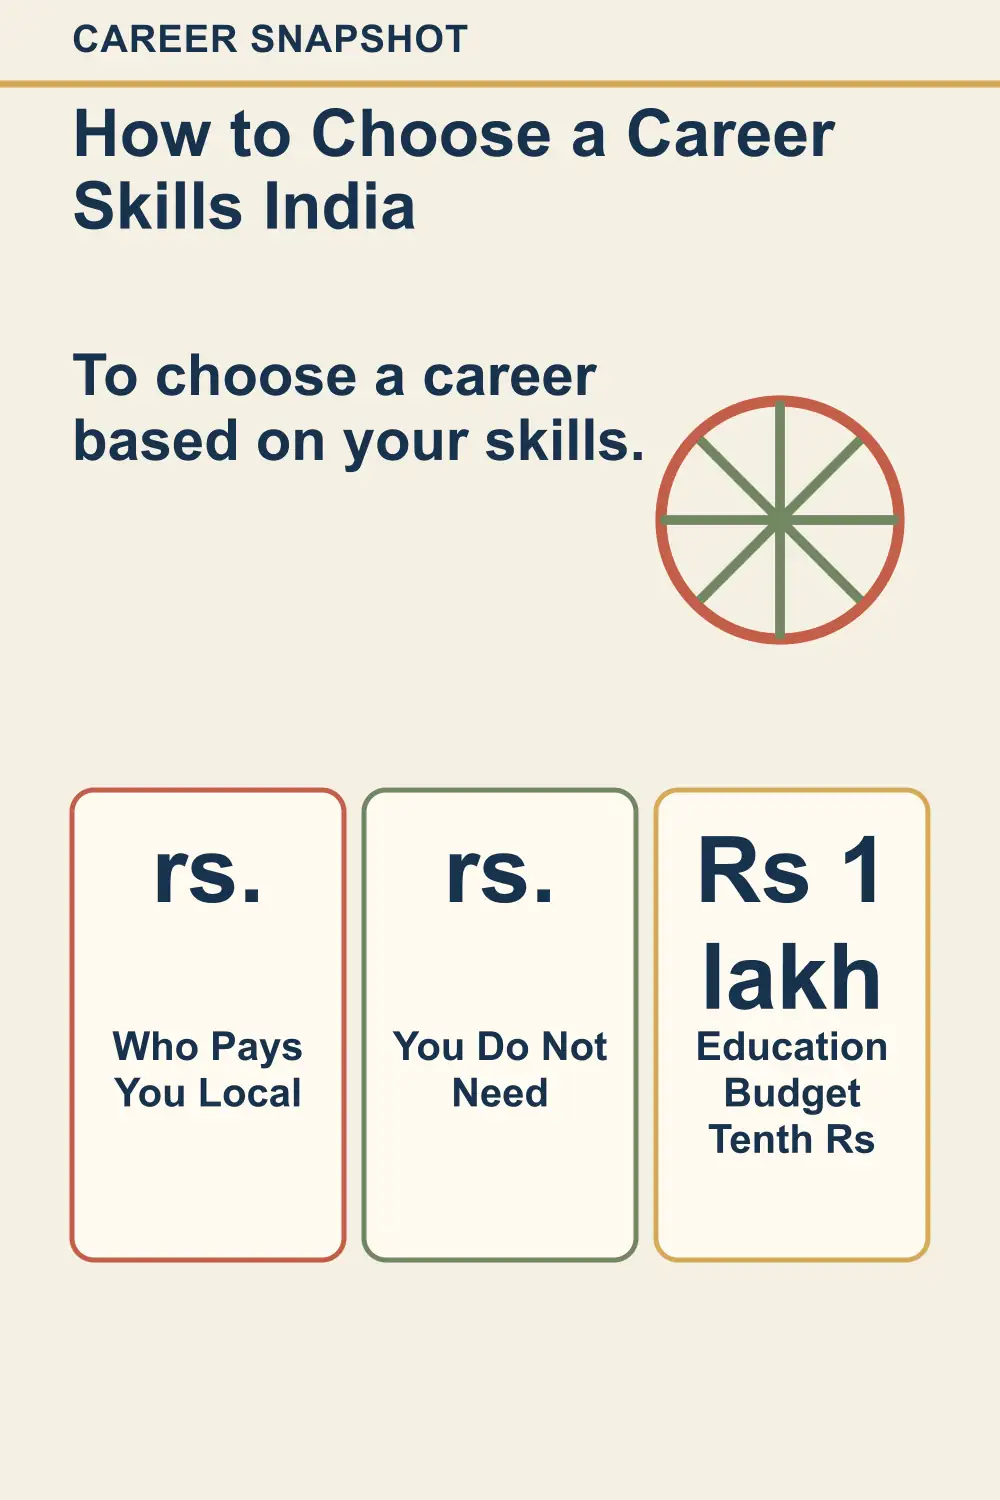 CAREER SNAPSHOT
How to Choose a Career
Skills India
To choose a career
based on your skills.
rs.
Who Pays
You Local
rs.
You Do Not
Need
Rs 1
lakh
Education
Budget
Tenth Rs